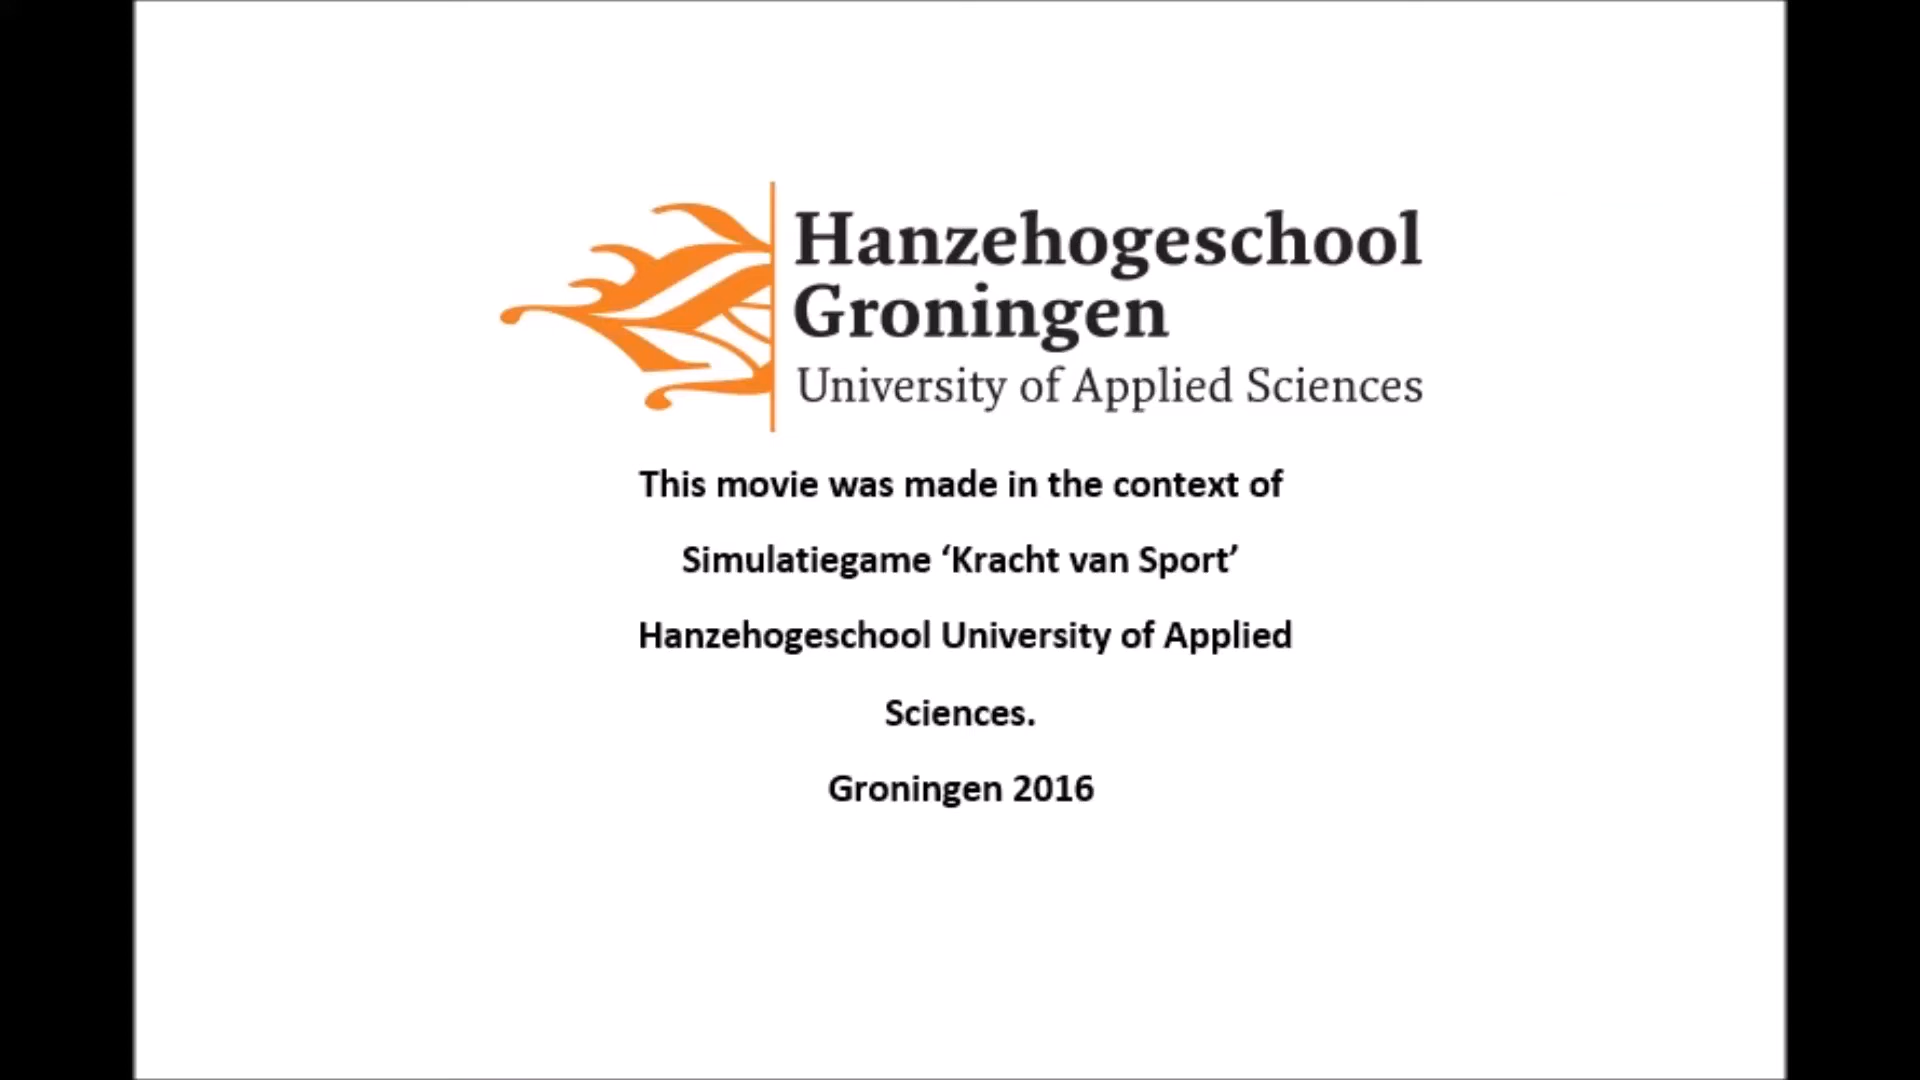 Hanzehogeschool
Groningen
University of Applied Sciences
This movie was made in the context of
Simulatiegame ‘Kracht van Sport’
Hanzehogeschool University of Applied
Sciences.
Groningen 2016